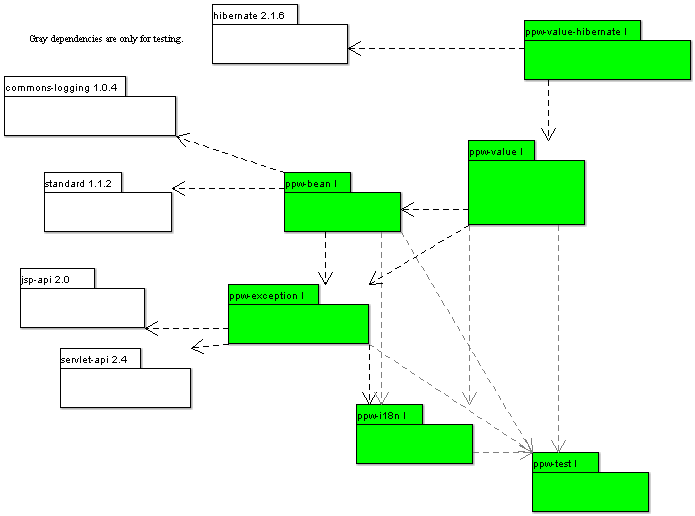 hibernate 2.1.6
Gray dependencies are only for testing.
ppw-value-hibernate I
commons-logging 1.0.4
ppw-value I
standard 1.1.2
ppw-bean I
jsp-api 2.0
ppw-exception I
servlet-api 2.4
ppw-i18n I
ppw-test I